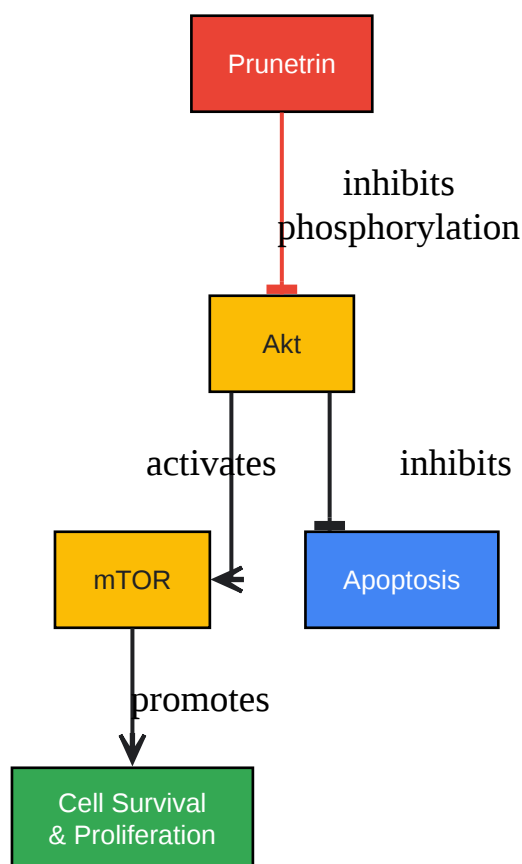 Prunetrin
inhibits
phosphorylation
Akt
activates
inhibits
mTOR
Apoptosis
promotes
Cell Survival
& Proliferation